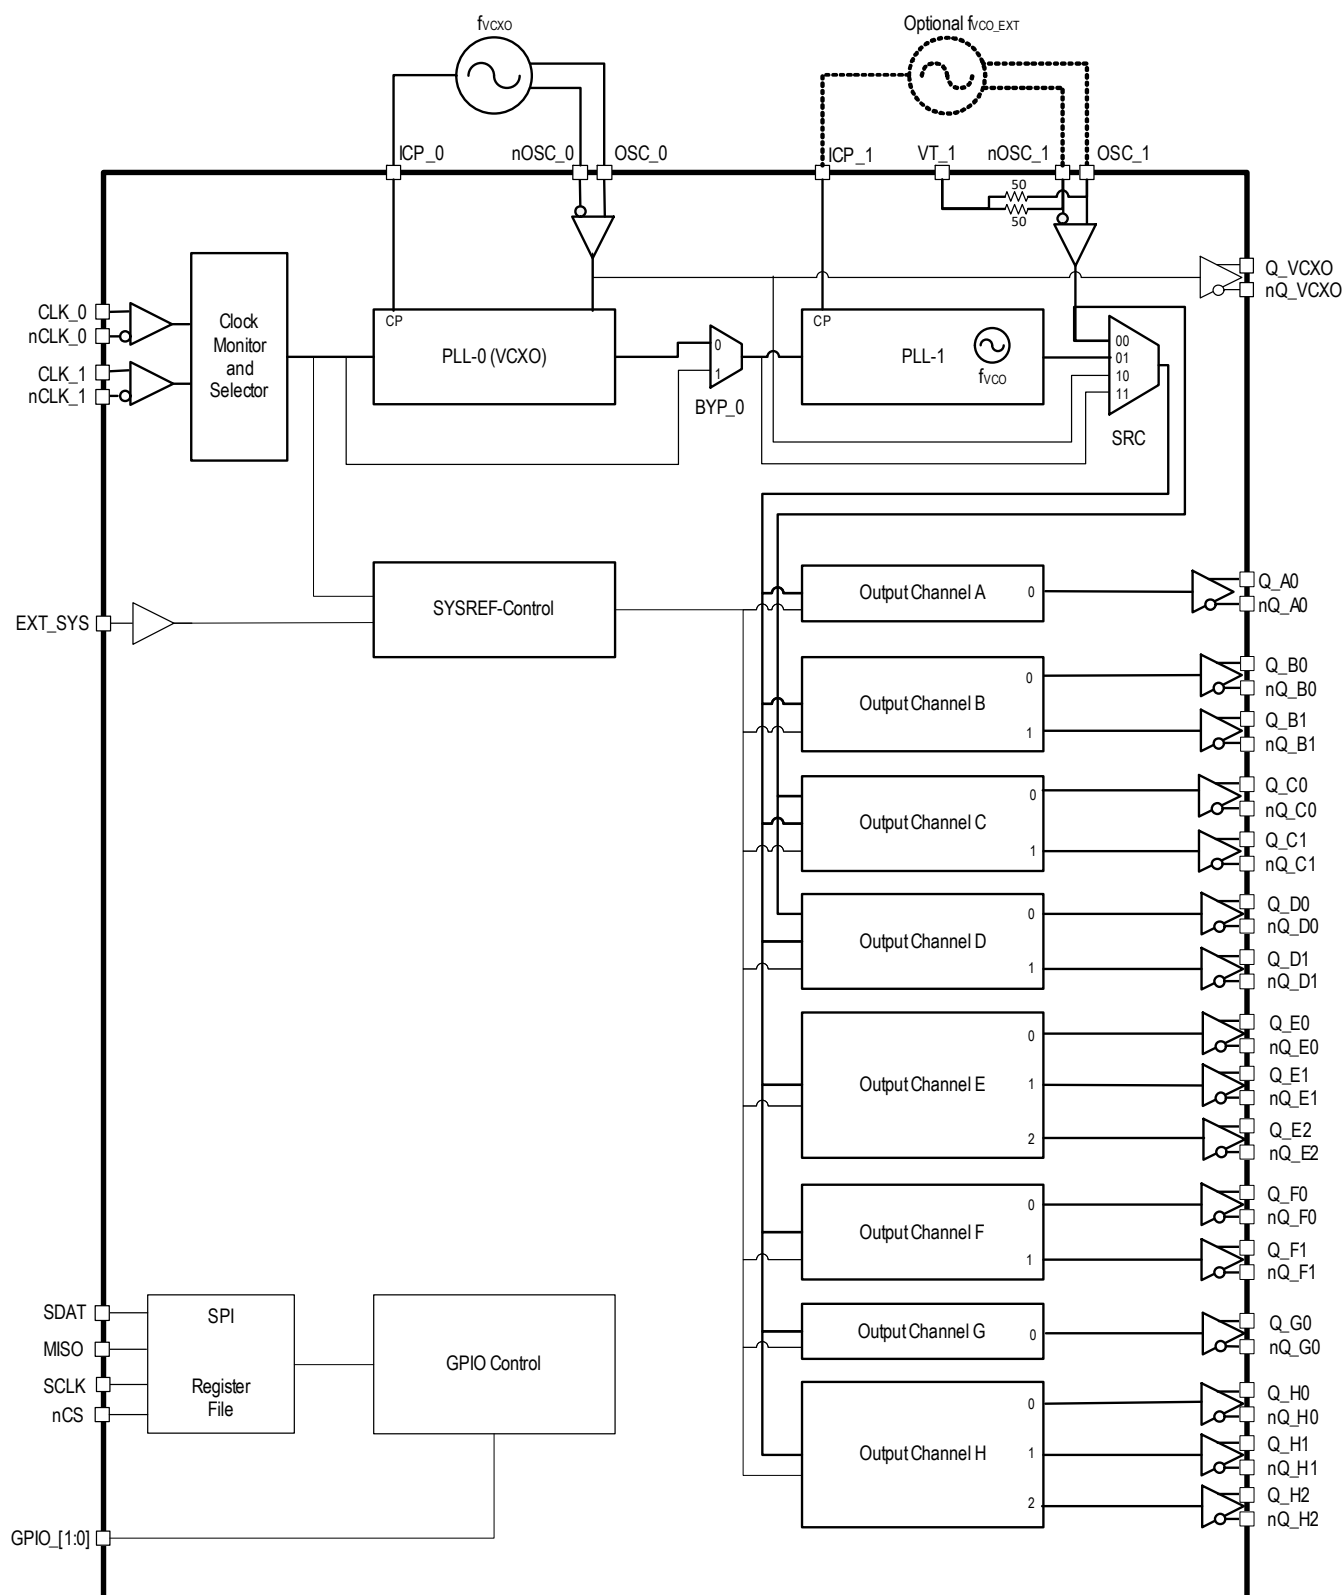 fVCXO
Optional fVCO_EXT
ICP_0
nOSC_0
OSC_0
ICP_1
VT_1
nOSC_1
OSC_1
50
50
Q_VCXO
nQ_VCXO
CLK_0
nCLK_0
CLK_1
nCLK_1
Clock
Monitor
and
Selector
CP
PLL-0 (VCXO)
0
1
BYP_0
CP
PLL-1
fVCO
00
01
10
11
SRC
EXT_SYS
SYSREF-Control
Output Channel A
0
Q_A0
nQ_A0
Output Channel B
0
1
Q_B0
nQ_B0
Q_B1
nQ_B1
Output Channel C
0
1
Q_C0
nQ_C0
Q_C1
nQ_C1
Output Channel D
0
1
Q_D0
nQ_D0
Q_D1
nQ_D1
Output Channel E
0
1
2
Q_E0
nQ_E0
Q_E1
nQ_E1
Q_E2
nQ_E2
Output Channel F
0
1
Q_F0
nQ_F0
Q_F1
nQ_F1
Output Channel G
0
Q_G0
nQ_G0
Output Channel H
0
1
2
Q_H0
nQ_H0
Q_H1
nQ_H1
Q_H2
nQ_H2
SDAT
MISO
SCLK
nCS
SPI
Register
File
GPIO Control
GPIO_[1:0]